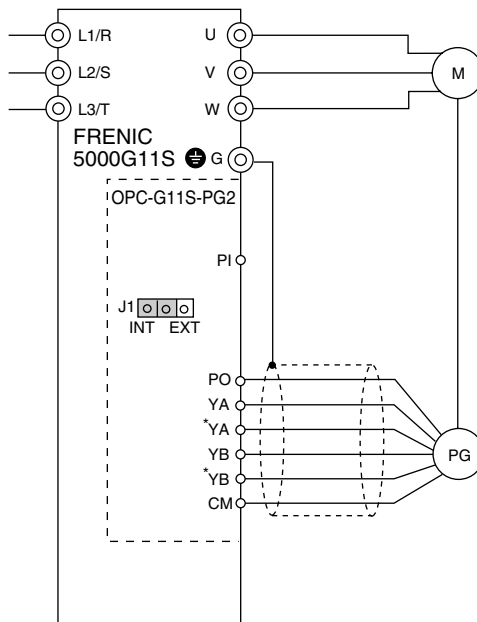 L1/R U
L2/S V M
L3/T W
FRENIC
5000G11S G
OPC-G11S-PG2
PI
J1
INT EXT
PO
YA
*YA
YB PG
*YB
CM